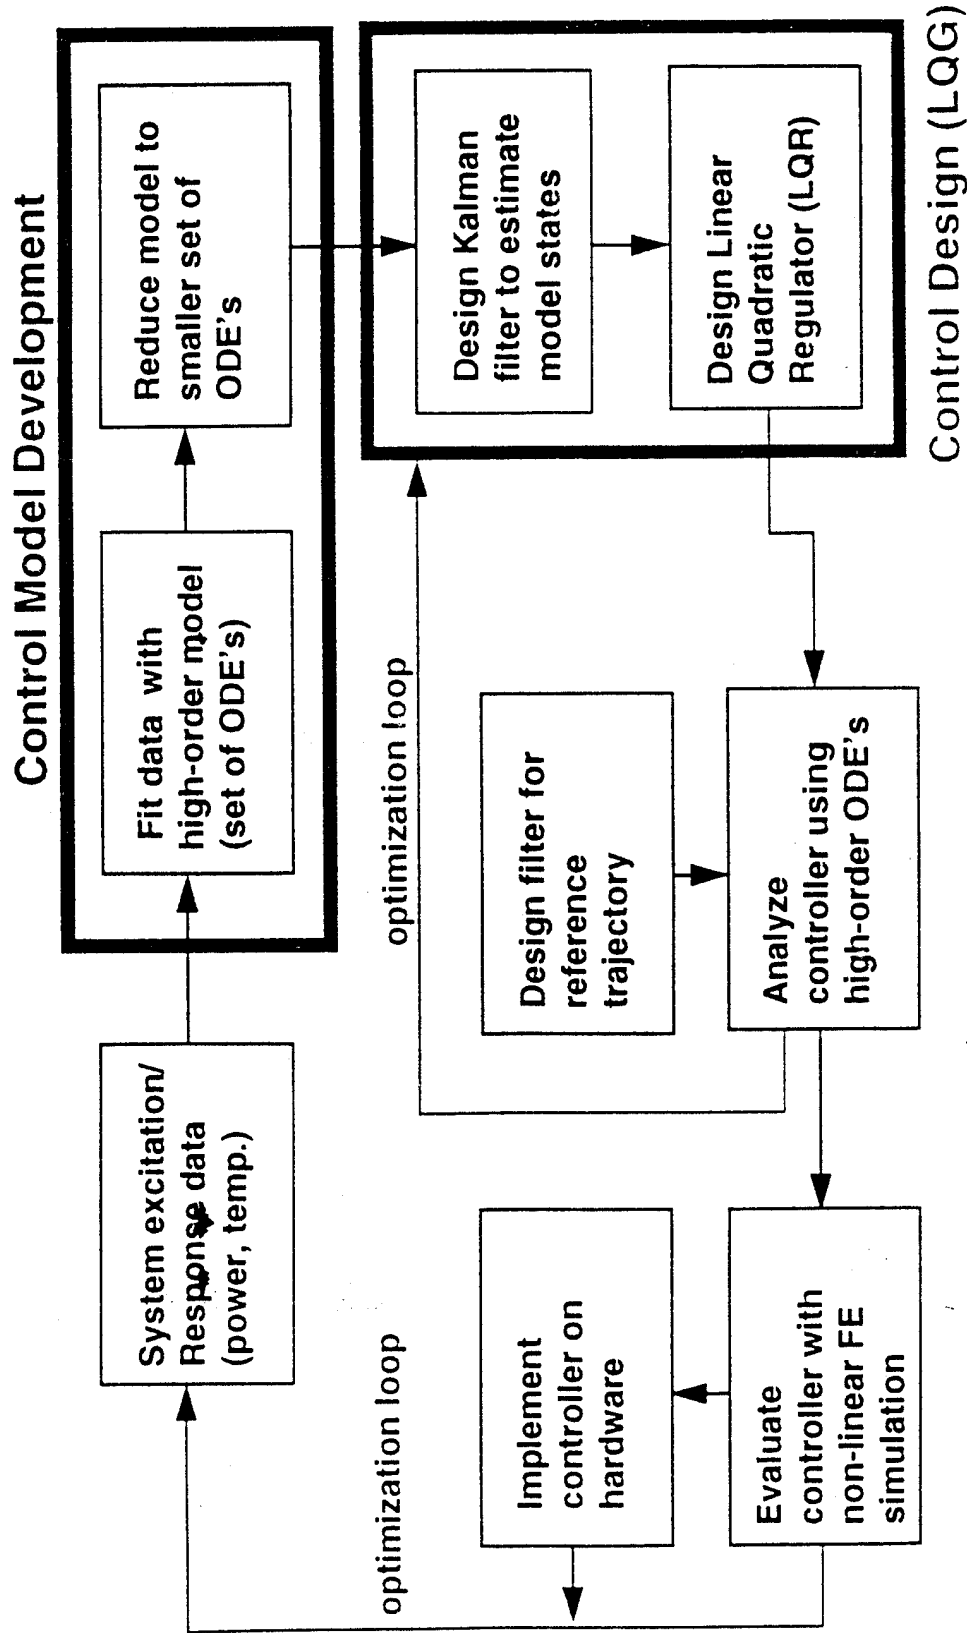 Control Model Development
System excitation/
Response data
(power, temp.)
Fit data with
high-order model
(set of ODE's)
Reduce model to
smaller set of
ODE's
optimization loop
optimization loop
Implement
controller on
hardware
Design filter for
reference
trajectory
Design Kalman
filter to estimate
model states
Evaluate
controller with
non-linear FE
simulation
Analyze
controller using
high-order ODE's
Design Linear
Quadratic
Regulator (LQR)
Control Design (LQG)